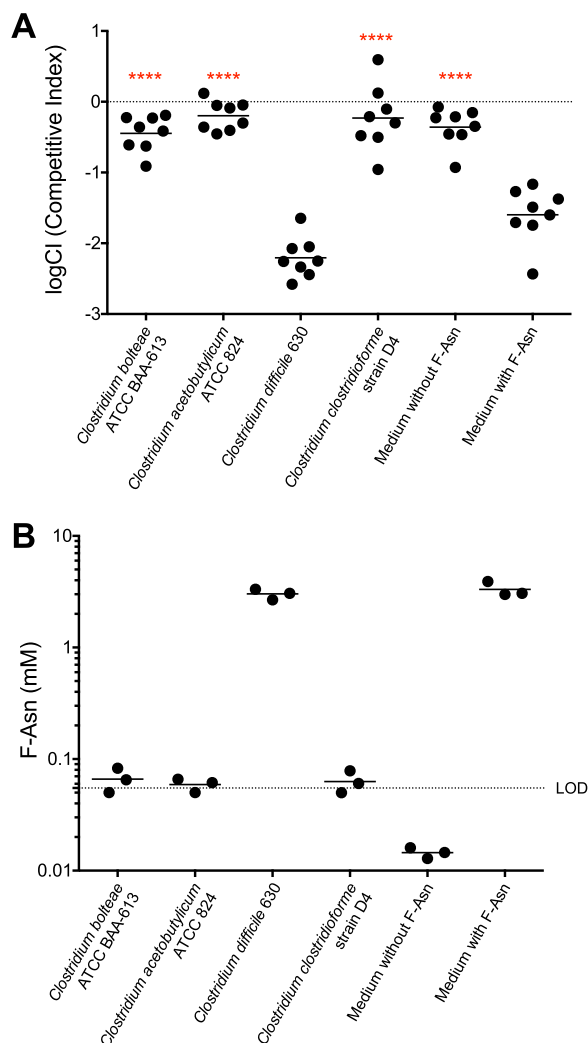 A
logCI (Competitive Index)
1
0
-1
-2
-3
****
****
****
****
Clostridium bolteae
ATCC BAA-613
Clostridium acetobutylicum
ATCC 824
Clostridium difficile 630
Clostridium clostridioforme
strain D4
Medium without F-Asn
Medium with F-Asn
B
F-Asn (mM)
10
1
0.1
0.01
LOD
Clostridium bolteae
ATCC BAA-613
Clostridium acetobutylicum
ATCC 824
Clostridium difficile 630
Clostridium clostridioforme
strain D4
Medium without F-Asn
Medium with F-Asn